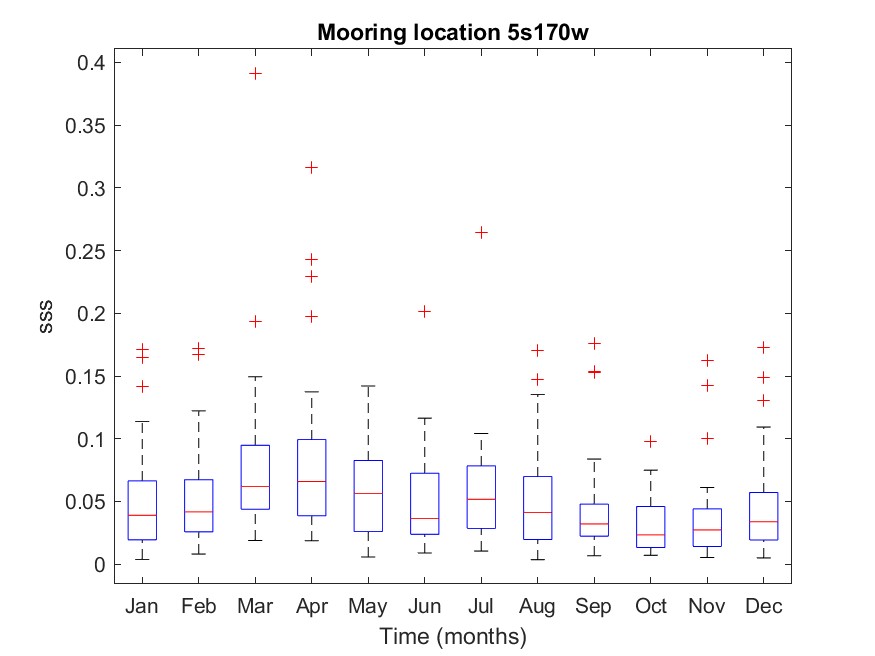 Mooring location 5s170w
0.4
0.35
0.3
0.25
0.2
0.15
0.1
0.05
0
sss
Jan Feb Mar Apr May Jun Jul Aug Sep Oct Nov Dec
Time (months)